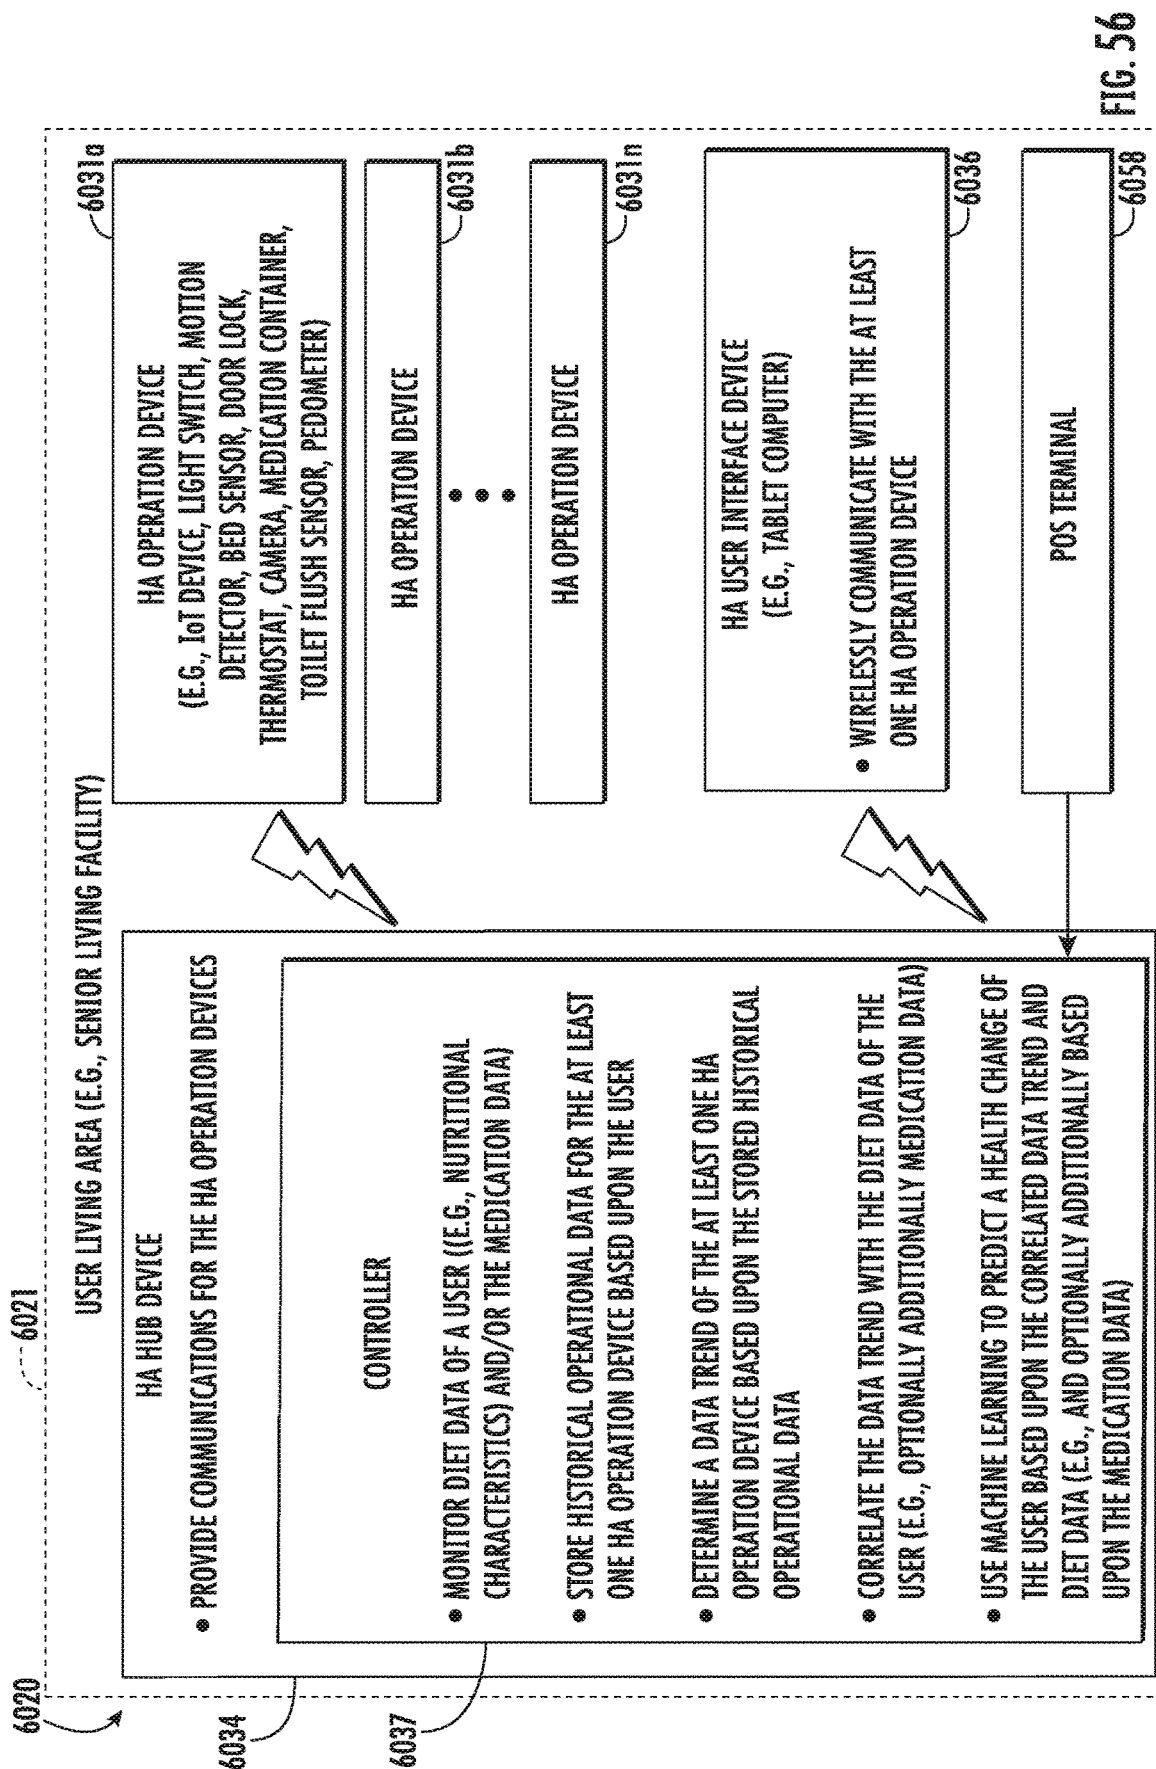 6020
6021
USER LIVING AREA (E.G., SENIOR LIVING FACILITY)
6034
HA HUB DEVICE
• PROVIDE COMMUNICATIONS FOR THE HA OPERATION DEVICES
6037
CONTROLLER
• MONITOR DIET DATA OF A USER ((E.G., NUTRITIONAL
CHARACTERISTICS) AND/OR THE MEDICATION DATA)
• STORE HISTORICAL OPERATIONAL DATA FOR THE AT LEAST
ONE HA OPERATION DEVICE BASED UPON THE USER
• DETERMINE A DATA TREND OF THE AT LEAST ONE HA
OPERATION DEVICE BASED UPON THE STORED HISTORICAL
OPERATIONAL DATA
• CORRELATE THE DATA TREND WITH THE DIET DATA OF THE
USER (E.G., OPTIONALLY ADDITIONALLY MEDICATION DATA)
• USE MACHINE LEARNING TO PREDICT A HEALTH CHANGE OF
THE USER BASED UPON THE CORRELATED DATA TREND AND
DIET DATA (E.G., AND OPTIONALLY ADDITIONALLY BASED
UPON THE MEDICATION DATA)
6031a
HA OPERATION DEVICE
(E.G., IoT DEVICE, LIGHT SWITCH, MOTION
DETECTOR, BED SENSOR, DOOR LOCK,
THERMOSTAT, CAMERA, MEDICATION CONTAINER,
TOILET FLUSH SENSOR, PEDOMETER)
HA OPERATION DEVICE
6031b
HA OPERATION DEVICE
6031n
HA USER INTERFACE DEVICE
(E.G., TABLET COMPUTER)
• WIRELESSLY COMMUNICATE WITH THE AT LEAST
ONE HA OPERATION DEVICE
6036
POS TERMINAL
6058
FIG. 56